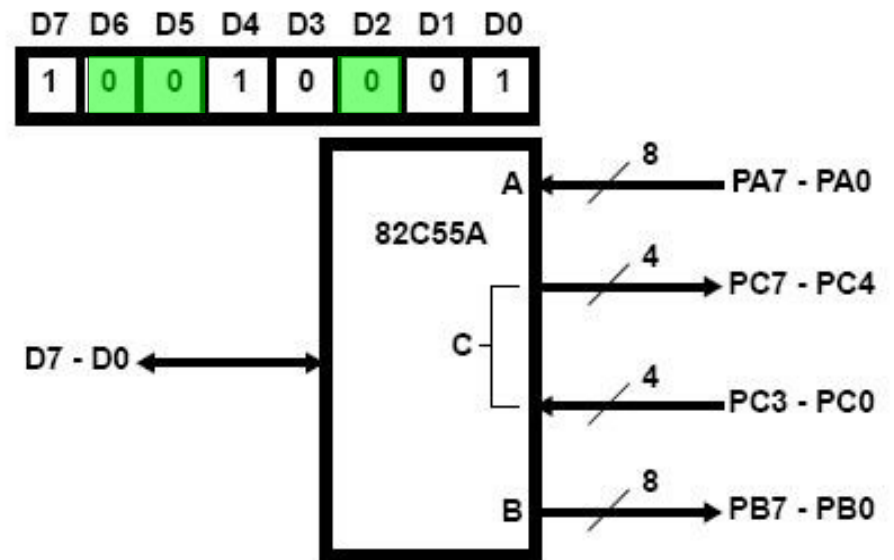 D7 D6 D5 D4 D3 D2 D1 D0
1 0 0 1 0 0 0 1
8
A PA7 - PA0
82C55A
4
PC7 - PC4
C
D7 - D0
4
PC3 - PC0
8
B PB7 - PB0